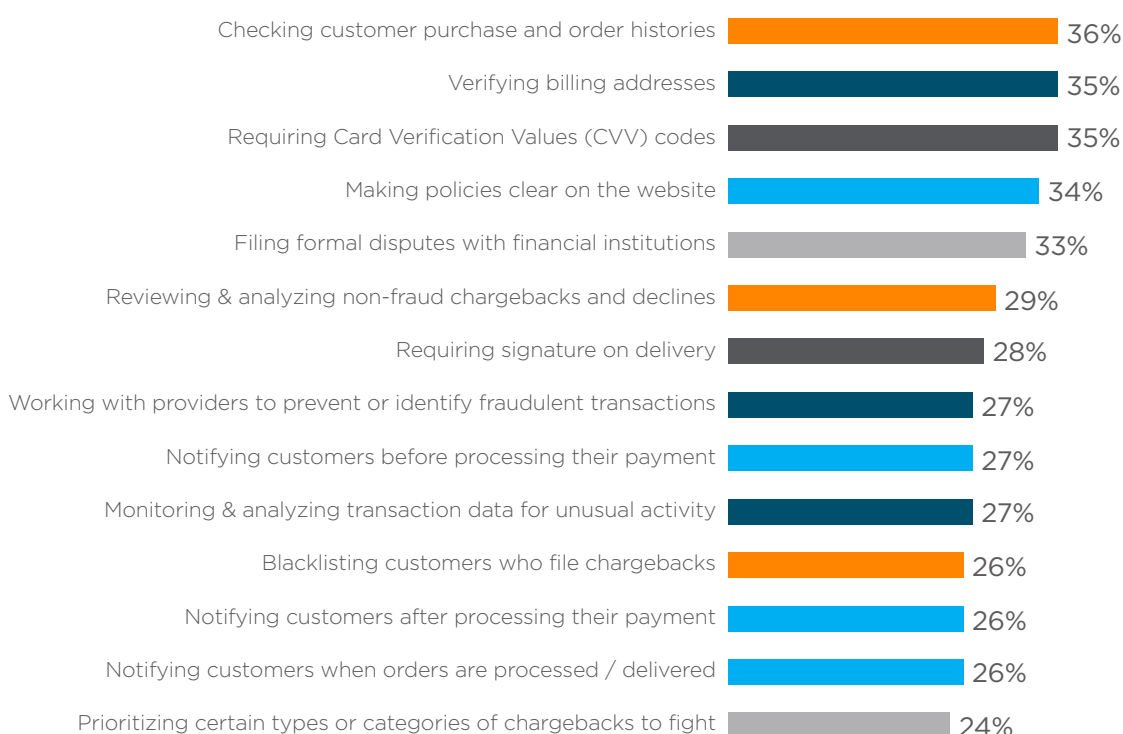 Checking customer purchase and order histories 36%
Verifying billing addresses 35%
Requiring Card Verification Values (CVV) codes 35%
Making policies clear on the website 34%
Filing formal disputes with financial institutions 33%
Reviewing & analyzing non-fraud chargebacks and declines 29%
Requiring signature on delivery 28%
Working with providers to prevent or identify fraudulent transactions 27%
Notifying customers before processing their payment 27%
Monitoring & analyzing transaction data for unusual activity 27%
Blacklisting customers who file chargebacks 26%
Notifying customers after processing their payment 26%
Notifying customers when orders are processed / delivered 26%
Prioritizing certain types or categories of chargebacks to fight 24%